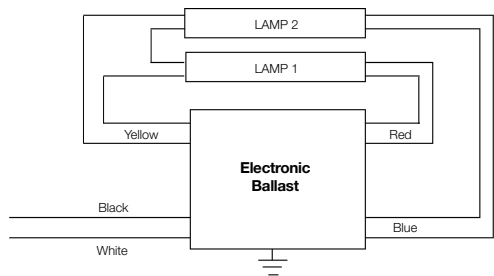 LAMP 2
LAMP 1
Yellow
Red
Electronic
Ballast
Black
Blue
White